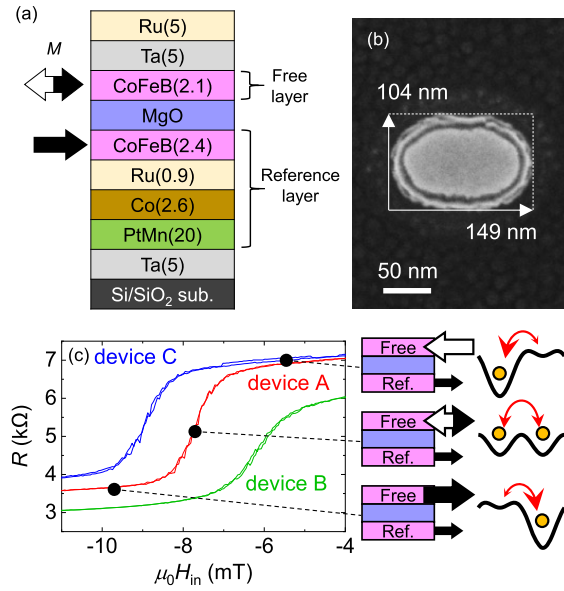 (a)
Ru(5)
Ta(5)
M
CoFeB(2.1)
Free
layer
MgO
CoFeB(2.4)
Ru(0.9)
Reference
layer
Co(2.6)
PtMn(20)
Ta(5)
Si/SiO₂ sub.
(b)
104 nm
149 nm
50 nm
(c)
device C
device A
device B
7
6
5
4
3
R (kΩ)
-10
-8
-6
-4
μ₀H_in (mT)
Free
Ref.
Free
Ref.
Free
Ref.